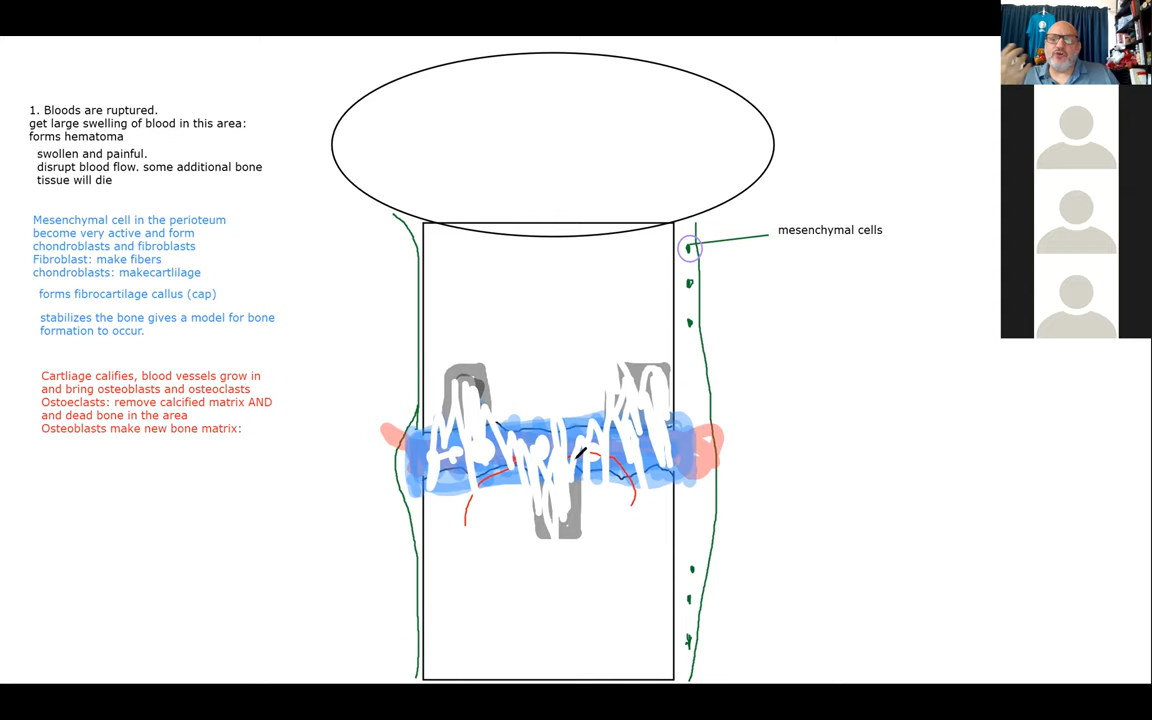 1. Bloods are ruptured.
get large swelling of blood in this area:
forms hematoma
swollen and painful.
disrupt blood flow. some additional bone
tissue will die
Mesenchymal cell in the perioteum
become very active and form
chondroblasts and fibroblasts
Fibroblast: make fibers
chondroblasts: makecartlilage
forms fibrocartilage callus (cap)
stabilizes the bone gives a model for bone
formation to occur.
Cartliage califies, blood vessels grow in
and bring osteoblasts and osteoclasts
Ostoeclasts: remove calcified matrix AND
and dead bone in the area
Osteoblasts make new bone matrix:
mesenchymal cells